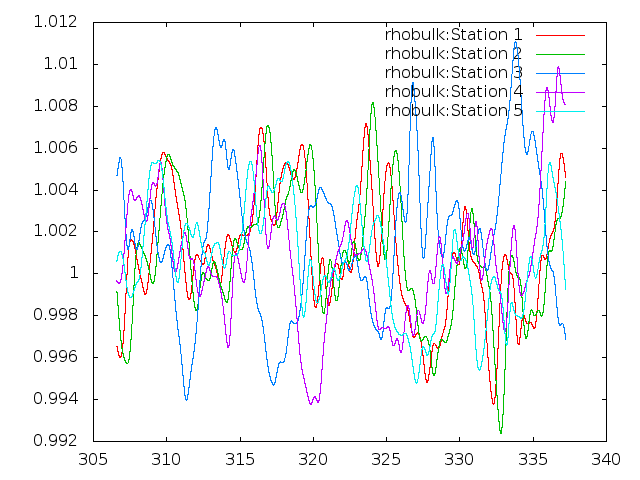 1.012
1.01
1.008
1.006
1.004
1.002
1
0.998
0.996
0.994
0.992
305 310 315 320 325 330 335 340
rhobulk:Station 1
rhobulk:Station 2
rhobulk:Station 3
rhobulk:Station 4
rhobulk:Station 5